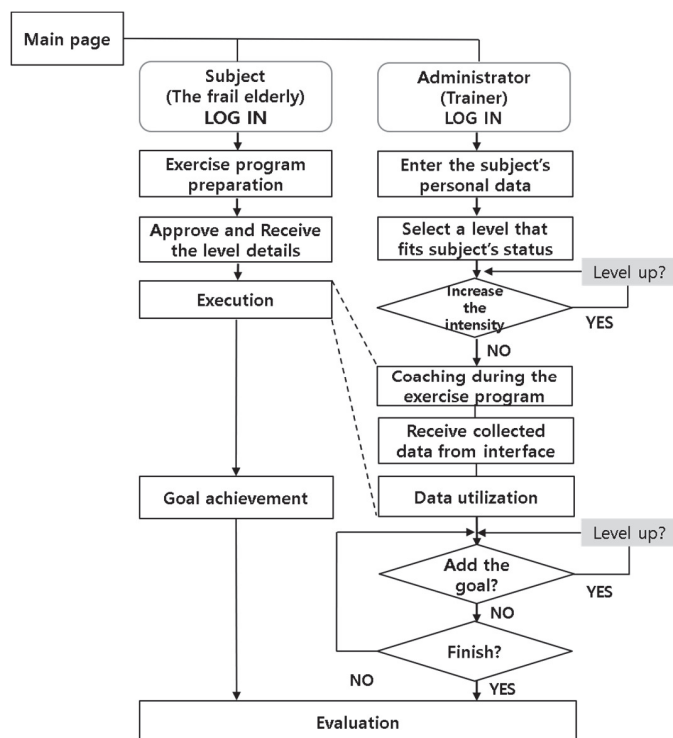 Main page
Subject
(The frail elderly)
LOG IN
Administrator
(Trainer)
LOG IN
Exercise program
preparation
Enter the subject's
personal data
Approve and Receive
the level details
Select a level that
fits subject's status
Level up?
Execution
Increase
the
intensity
YES
NO
Coaching during the
exercise program
Receive collected
data from interface
Goal achievement
Data utilization
Level up?
Add the
goal?
YES
NO
Finish?
NO
YES
Evaluation